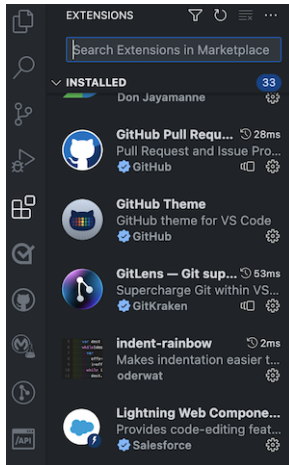 EXTENSIONS
Search Extensions in Marketplace
INSTALLED 33
Don Jayamanne
GitHub Pull Requ... 28ms
Pull Request and Issue Pro...
GitHub
GitHub Theme
GitHub theme for VS Code
GitHub
GitLens — Git sup... 53ms
Supercharge Git within VS...
GitKraken
indent-rainbow 2ms
Makes indentation easier t...
oderwat
Lightning Web Compone...
Provides code-editing feat...
Salesforce
/API